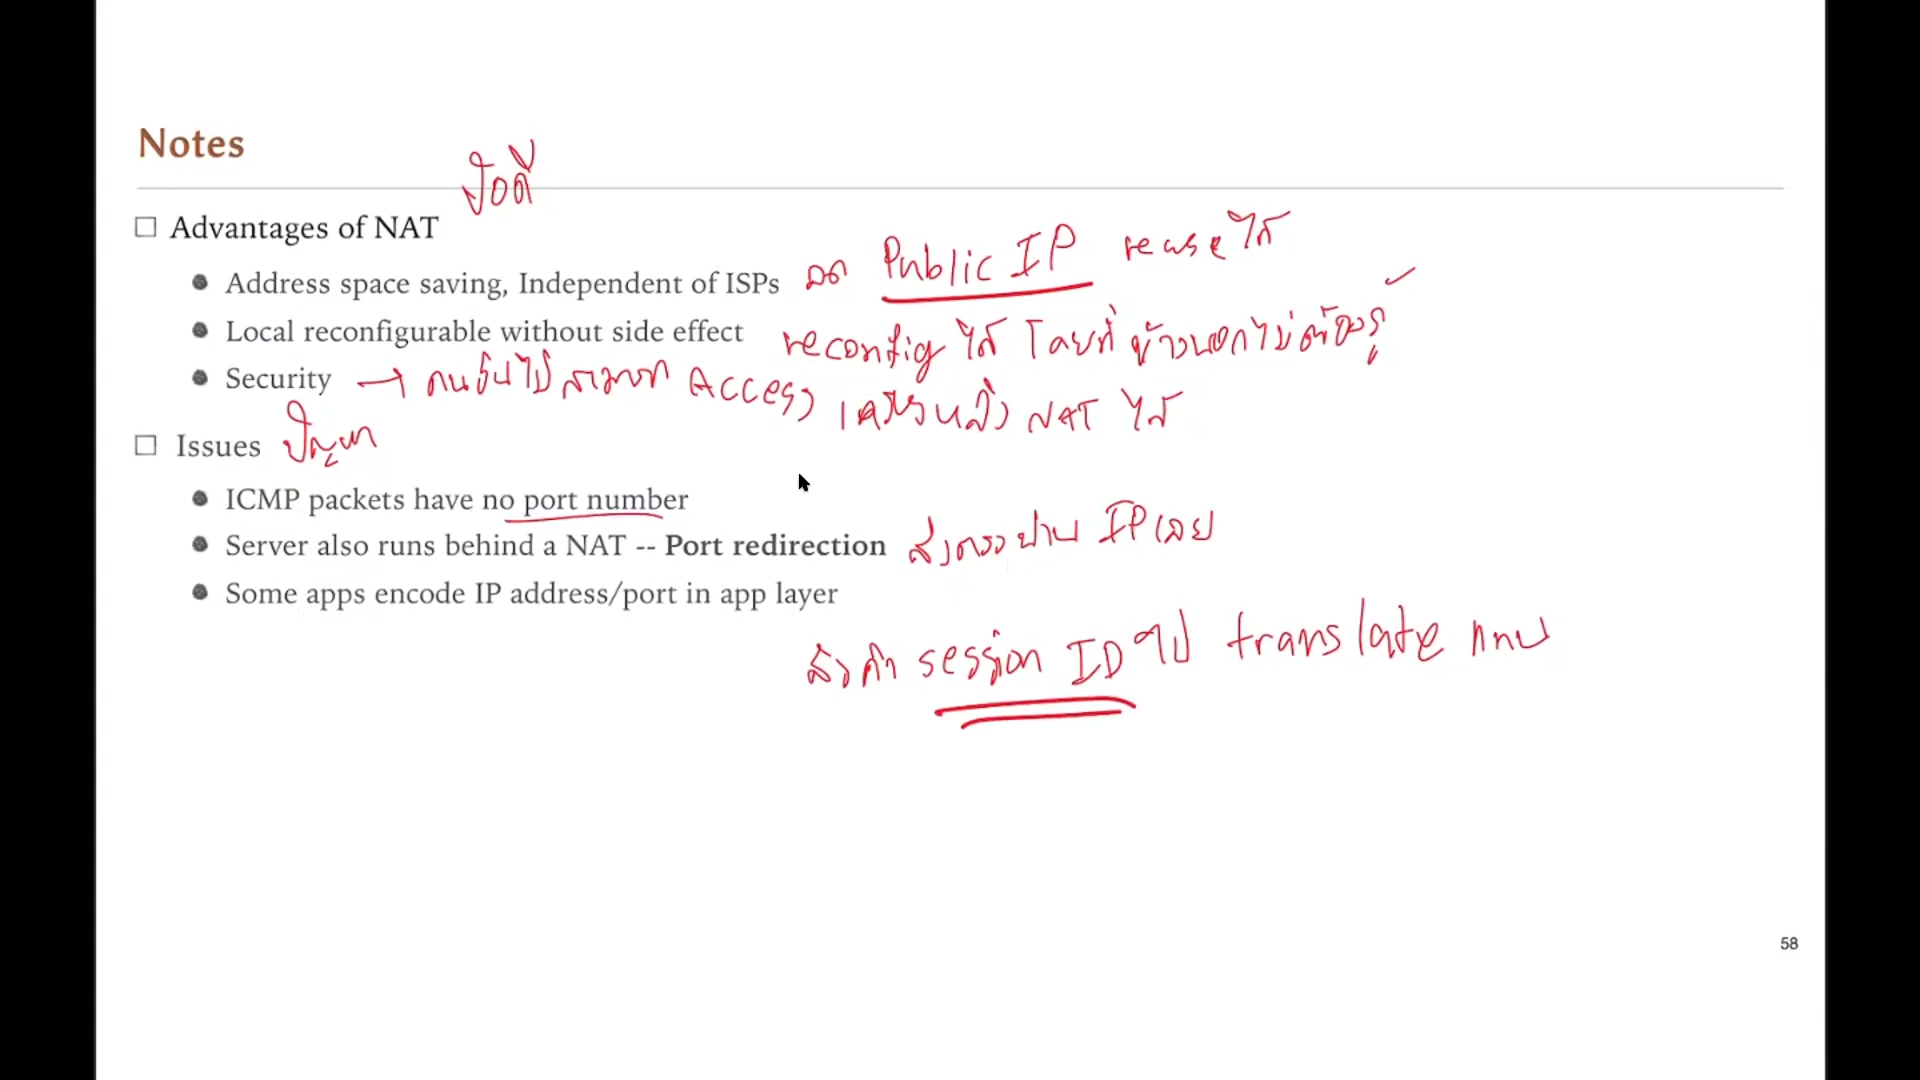 Notes
ข้อดี
□ Advantages of NAT
● Address space saving, Independent of ISPs ลด Public IP reuse ได้
● Local reconfigurable without side effect reconfig ได้ โดยที่ ข้างนอกไม่ต้องรู้
● Security → คนอื่นไม่สามารถ Access เครื่องหลัง NAT ได้
□ Issues ปัญหา
● ICMP packets have no port number
● Server also runs behind a NAT -- Port redirection ส่งตรงผ่าน IP เลย
● Some apps encode IP address/port in app layer
ส่งค่า session ID ไป translate แทน
58